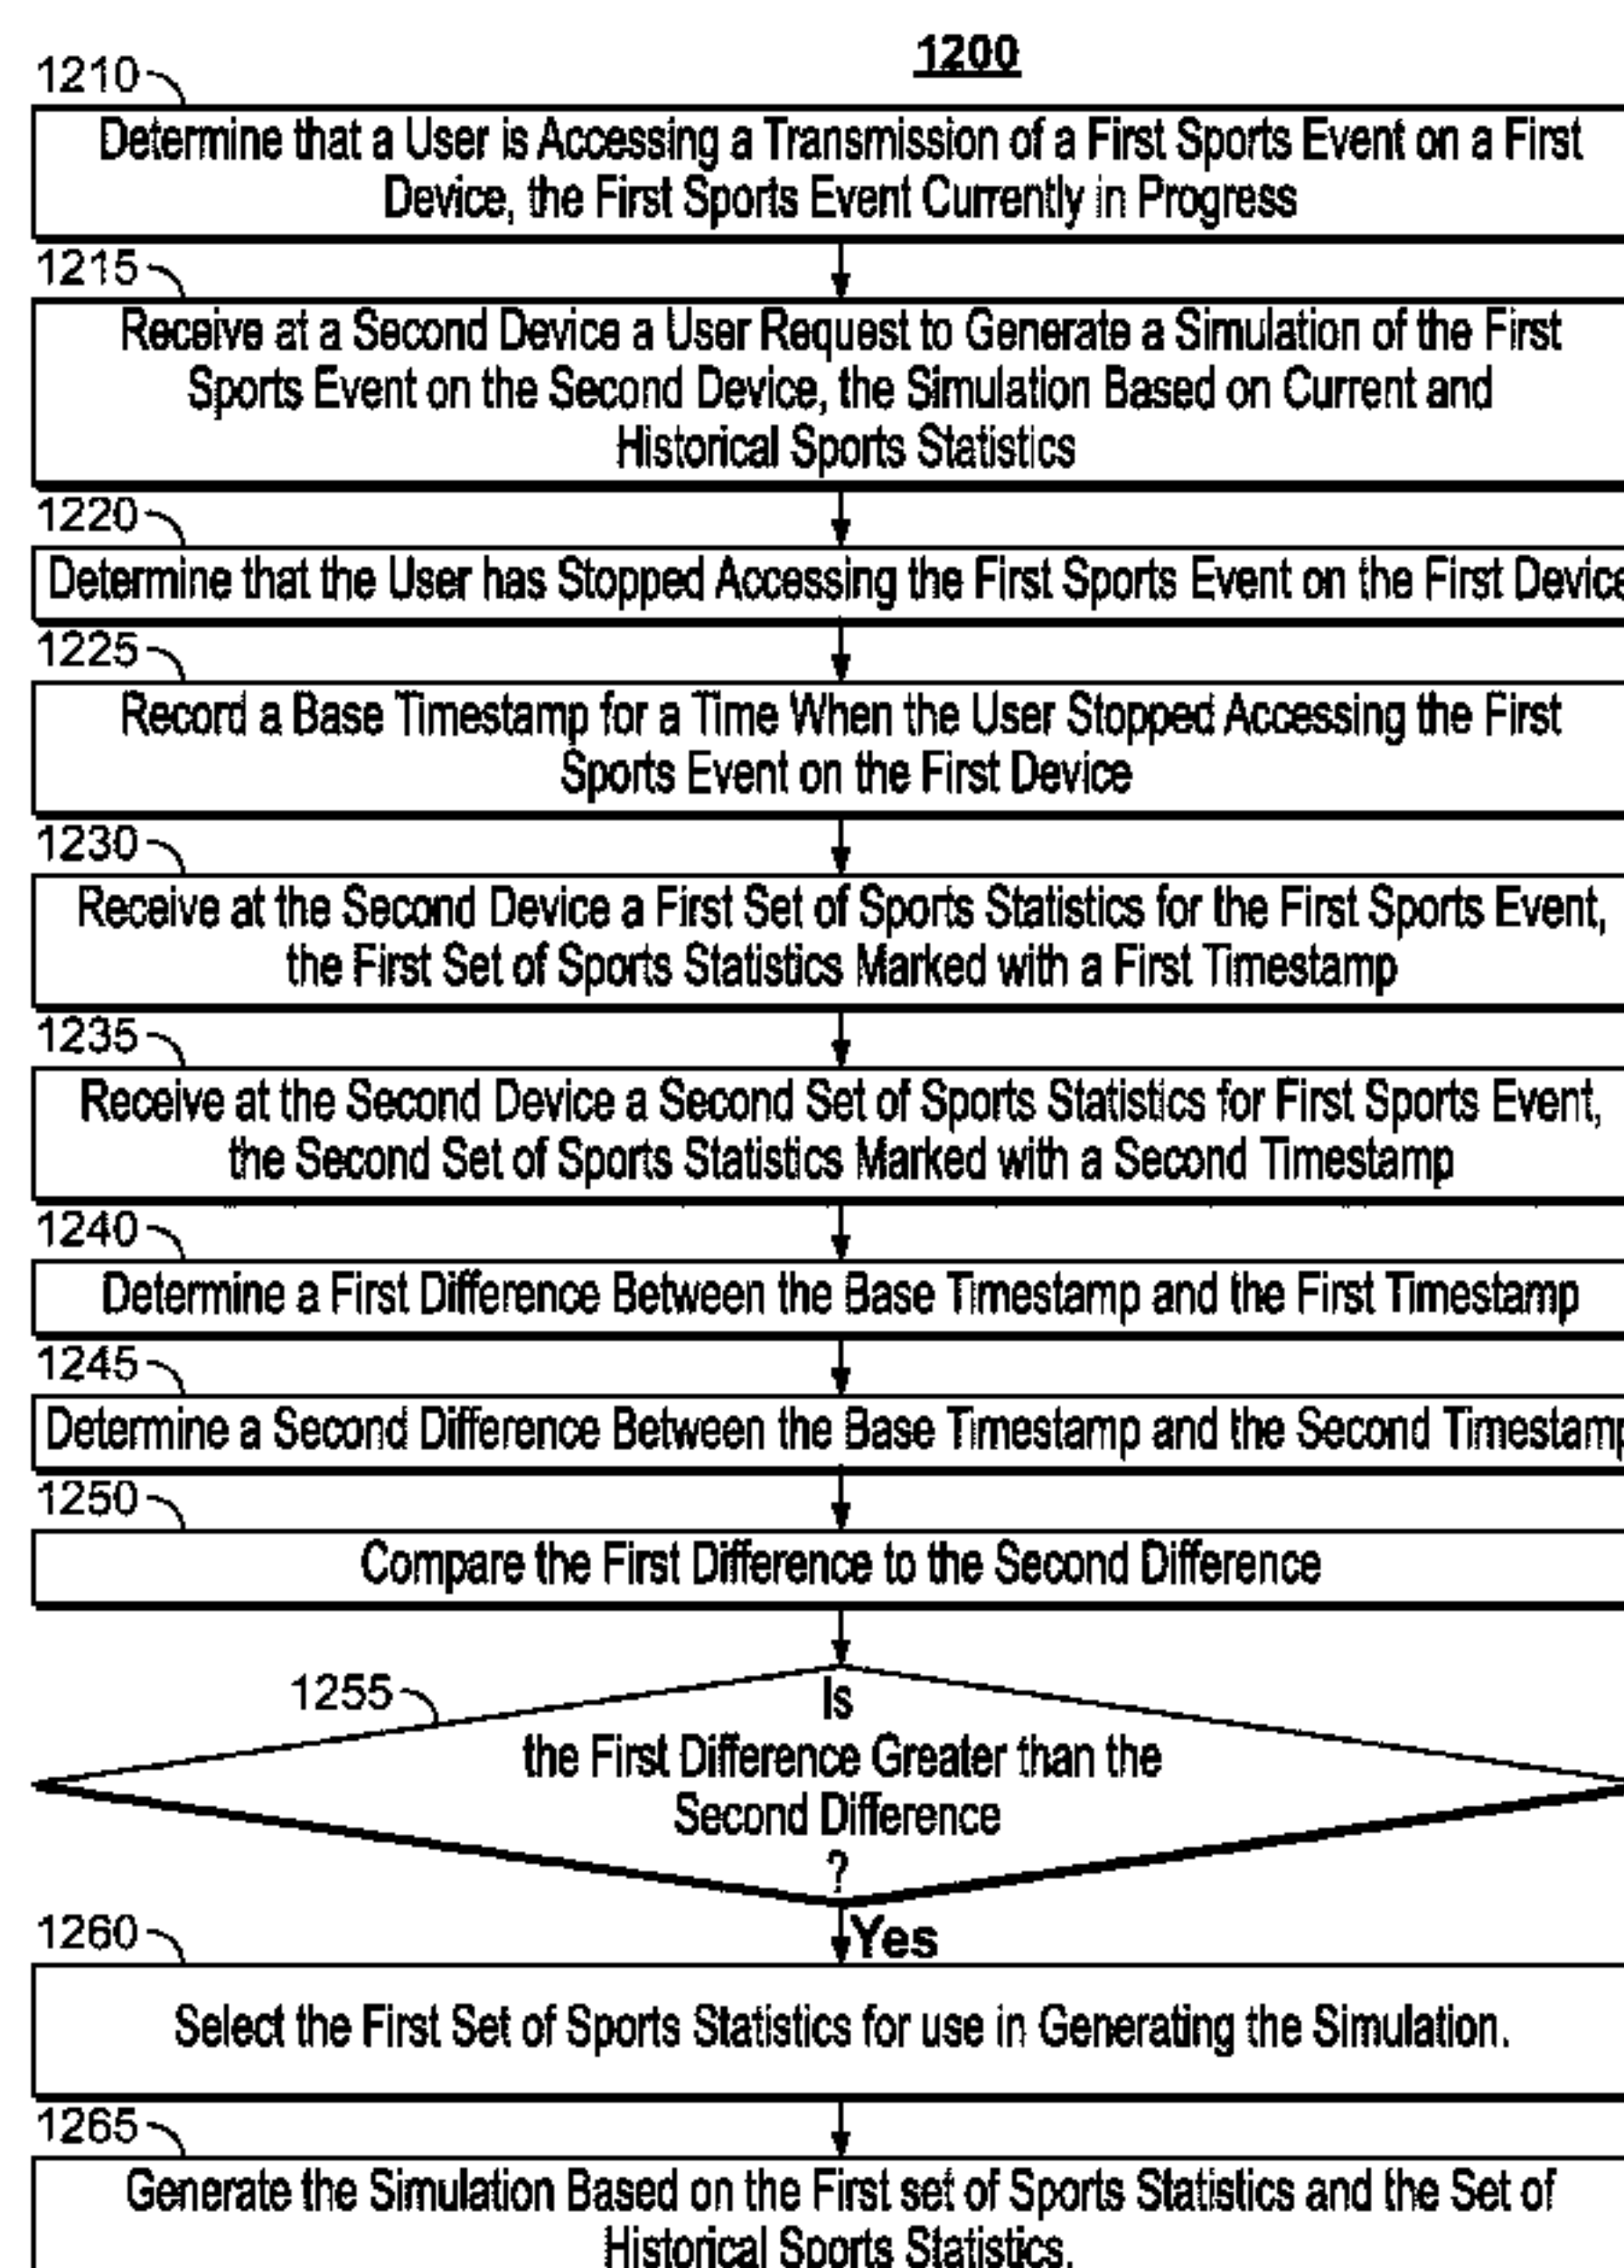 1200
1210
Determine that a User is Accessing a Transmission of a First Sports Event on a First
Device, the First Sports Event Currently in Progress
1215
Receive at a Second Device a User Request to Generate a Simulation of the First
Sports Event on the Second Device, the Simulation Based on Current and
Historical Sports Statistics
1220
Determine that the User has Stopped Accessing the First Sports Event on the First Device
1225
Record a Base Timestamp for a Time When the User Stopped Accessing the First
Sports Event on the First Device
1230
Receive at the Second Device a First Set of Sports Statistics for the First Sports Event,
the First Set of Sports Statistics Marked with a First Timestamp
1235
Receive at the Second Device a Second Set of Sports Statistics for First Sports Event,
the Second Set of Sports Statistics Marked with a Second Timestamp
1240
Determine a First Difference Between the Base Timestamp and the First Timestamp
1245
Determine a Second Difference Between the Base Timestamp and the Second Timestamp
1250
Compare the First Difference to the Second Difference
1255
Is
the First Difference Greater than the
Second Difference
?
Yes
1260
Select the First Set of Sports Statistics for use in Generating the Simulation.
1265
Generate the Simulation Based on the First set of Sports Statistics and the Set of
Historical Sports Statistics.